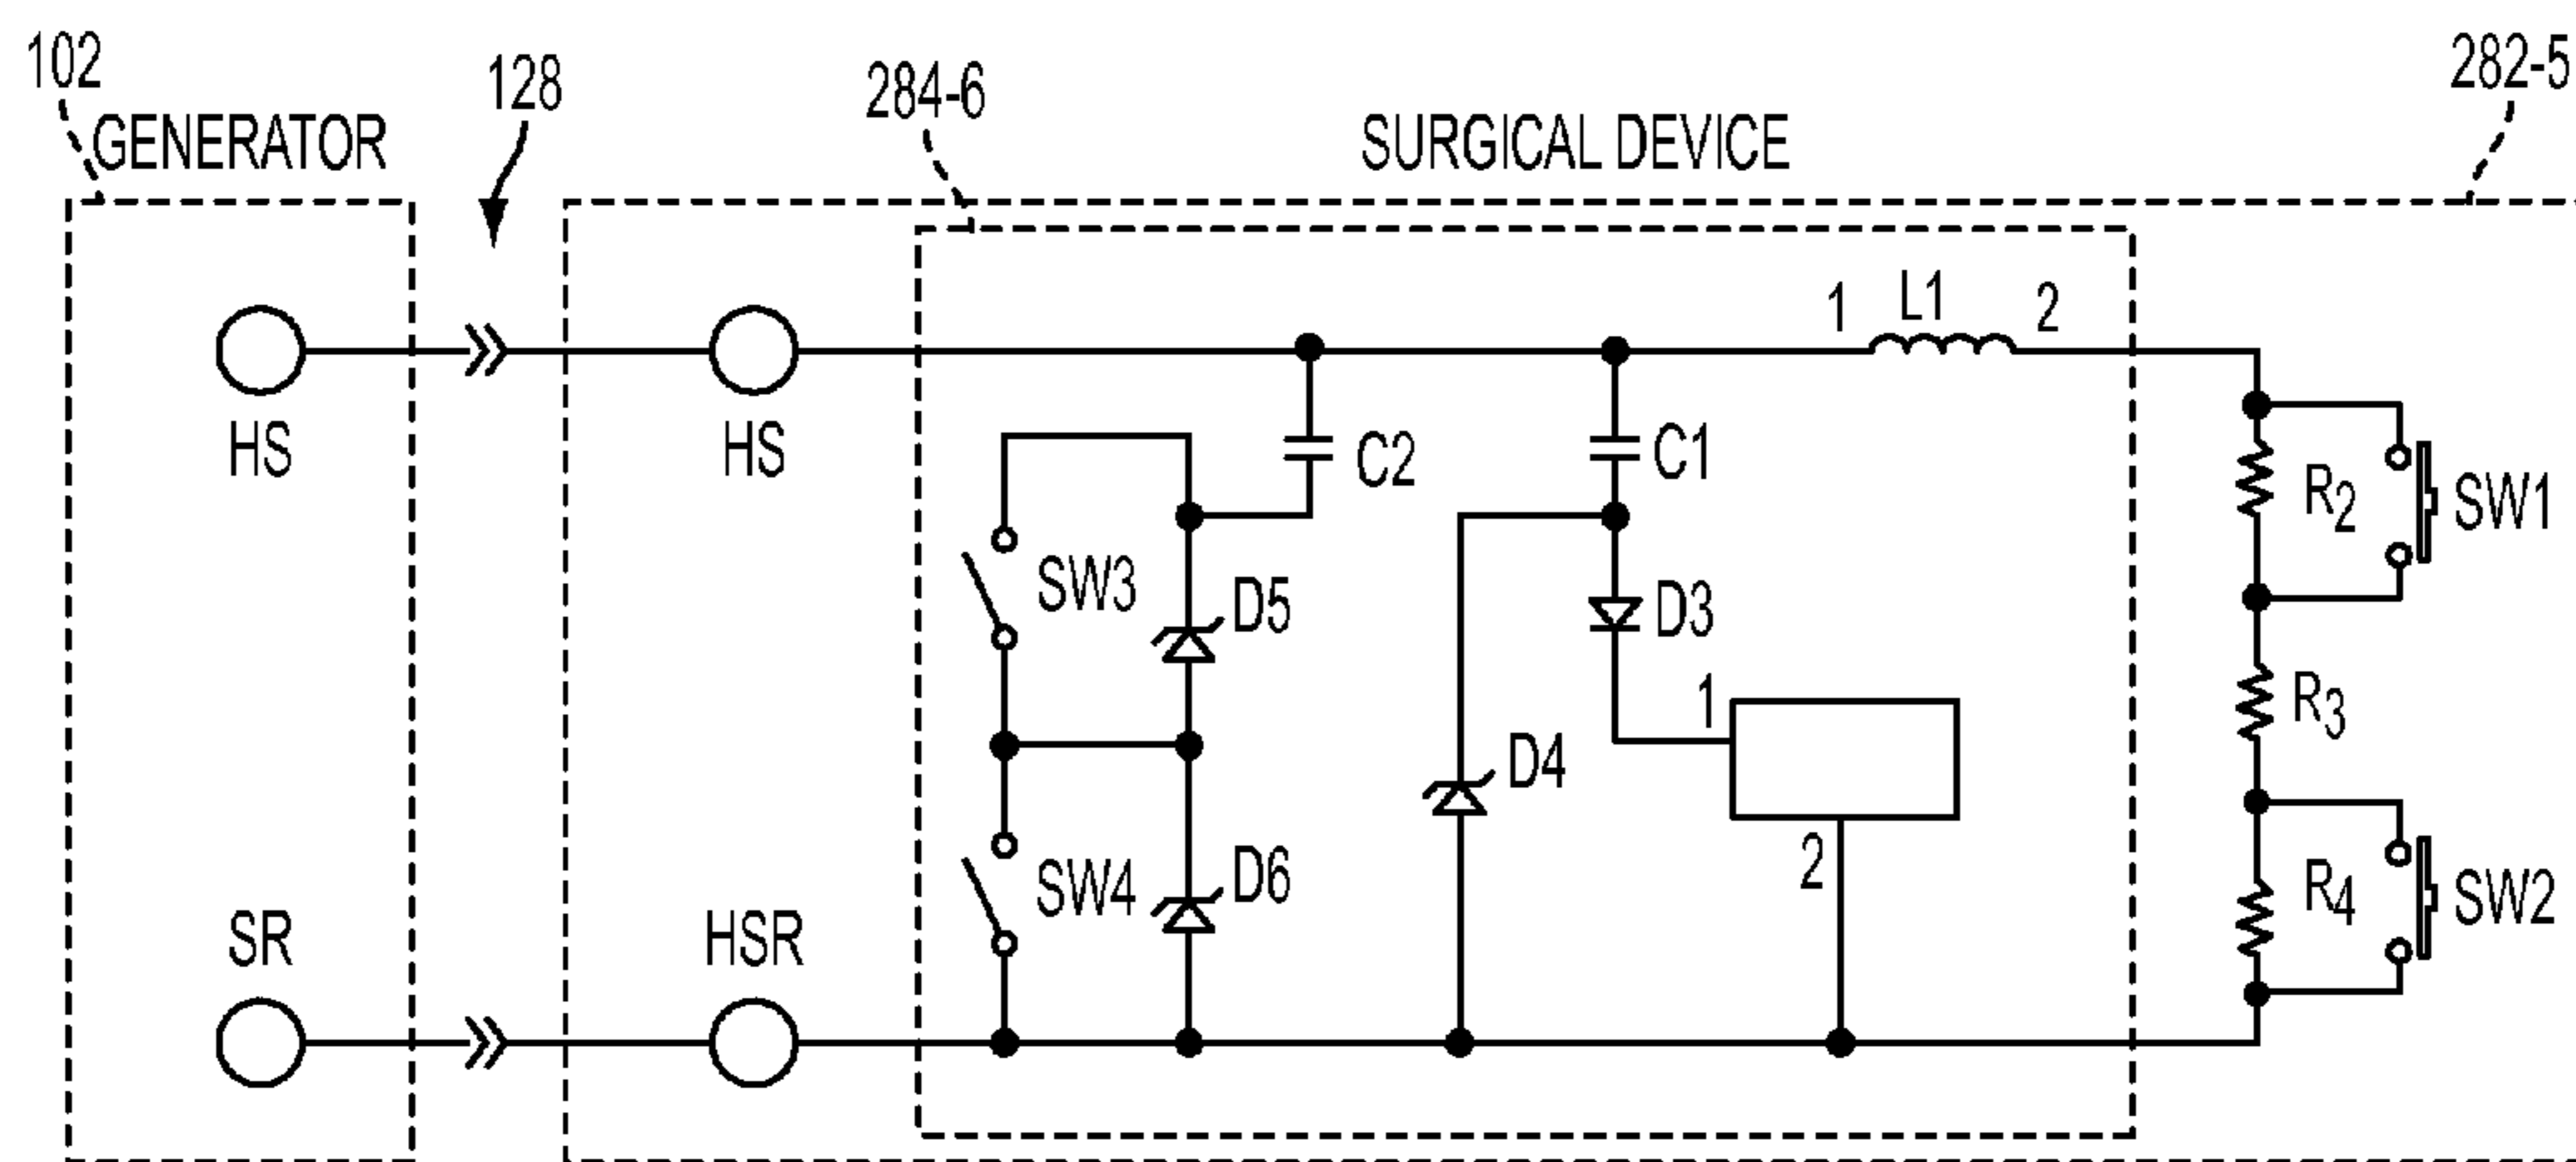 102
GENERATOR
128
284-6
SURGICAL DEVICE
282-5
HS
HS
1
L1
2
C2
C1
R2
SW1
SW3
D5
D3
1
R3
D4
2
SW4
D6
R4
SW2
SR
HSR